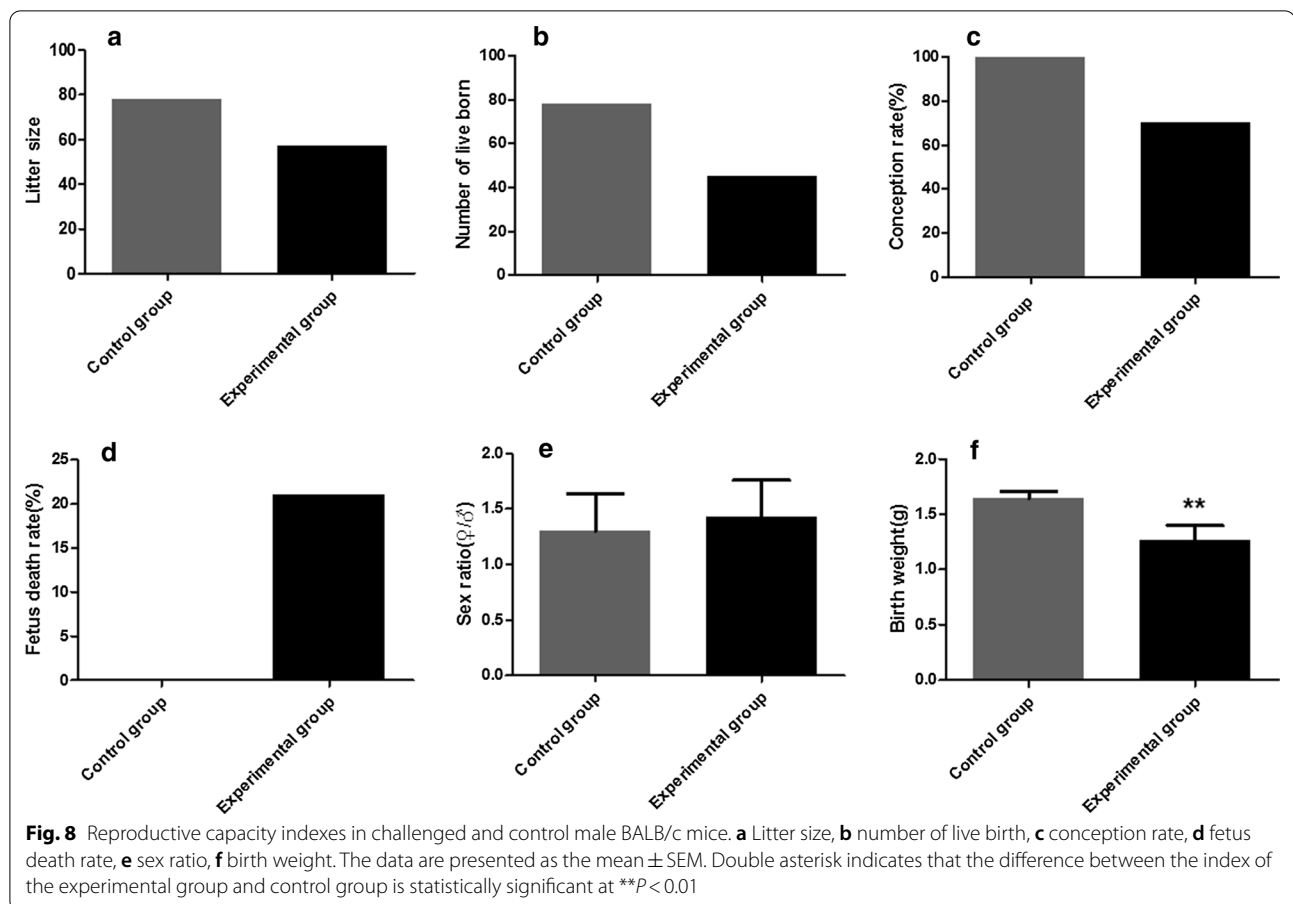 a
100
80
60
40
20
0
Litter size
Control group
Experimental group
b
100
80
60
40
20
0
Number of live born
Control group
Experimental group
c
100
80
60
40
20
0
Conception rate(%)
Control group
Experimental group
d
25
20
15
10
5
0
Fetus death rate(%)
Control group
Experimental group
e
2.0
1.5
1.0
0.5
0.0
Sex ratio(♀/♂)
Control group
Experimental group
f
2.0
1.5
1.0
0.5
0.0
Birth weight(g)
**
Control group
Experimental group
Fig. 8 Reproductive capacity indexes in challenged and control male BALB/c mice. a Litter size, b number of live birth, c conception rate, d fetus
death rate, e sex ratio, f birth weight. The data are presented as the mean ± SEM. Double asterisk indicates that the difference between the index of
the experimental group and control group is statistically significant at **P < 0.01